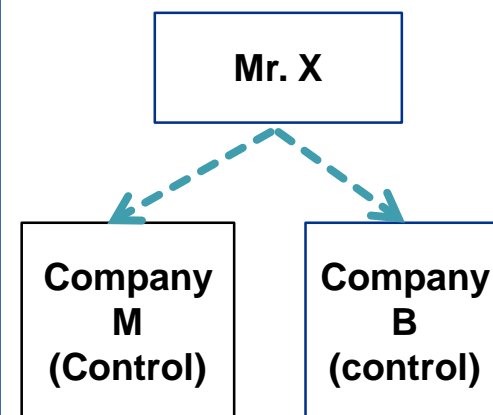 Mr. X
Company
M
(Control)
Company
B
(control)